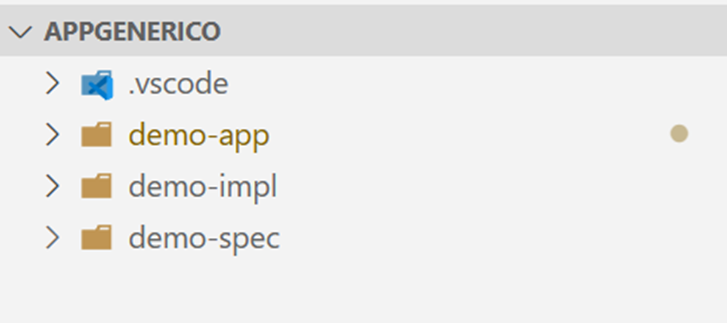 APPGENERICO
.vscode
demo-app
demo-impl
demo-spec